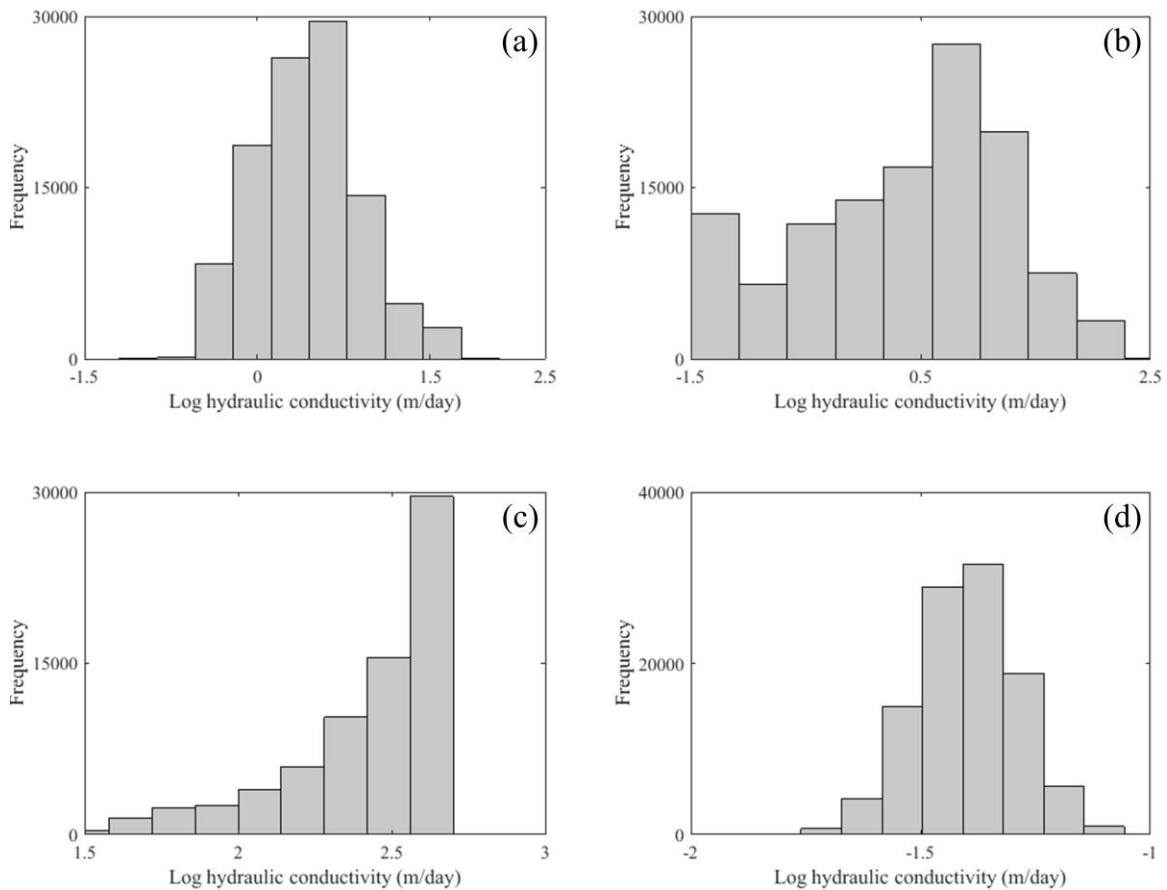 30000
(a)
Frequency
15000
0
-1.5
0
1.5
2.5
Log hydraulic conductivity (m/day)
30000
(b)
Frequency
15000
0
-1.5
0.5
2.5
Log hydraulic conductivity (m/day)
30000
(c)
Frequency
15000
0
1.5
2
2.5
3
Log hydraulic conductivity (m/day)
40000
(d)
Frequency
20000
0
-2
-1.5
-1
Log hydraulic conductivity (m/day)